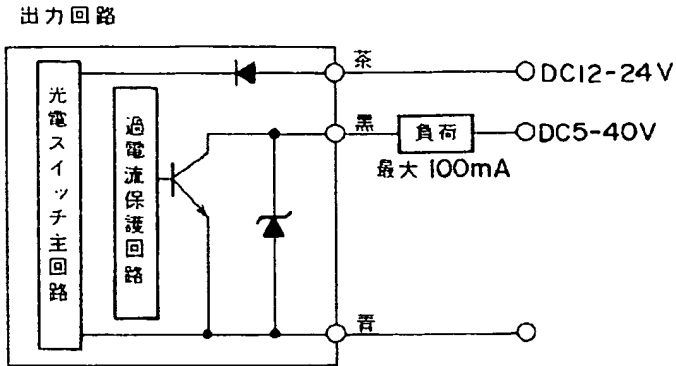 出力回路
茶
DC12-24V
光電スイッチ主回路
過電流保護回路
黒
負荷
DC5-40V
最大 100mA
青